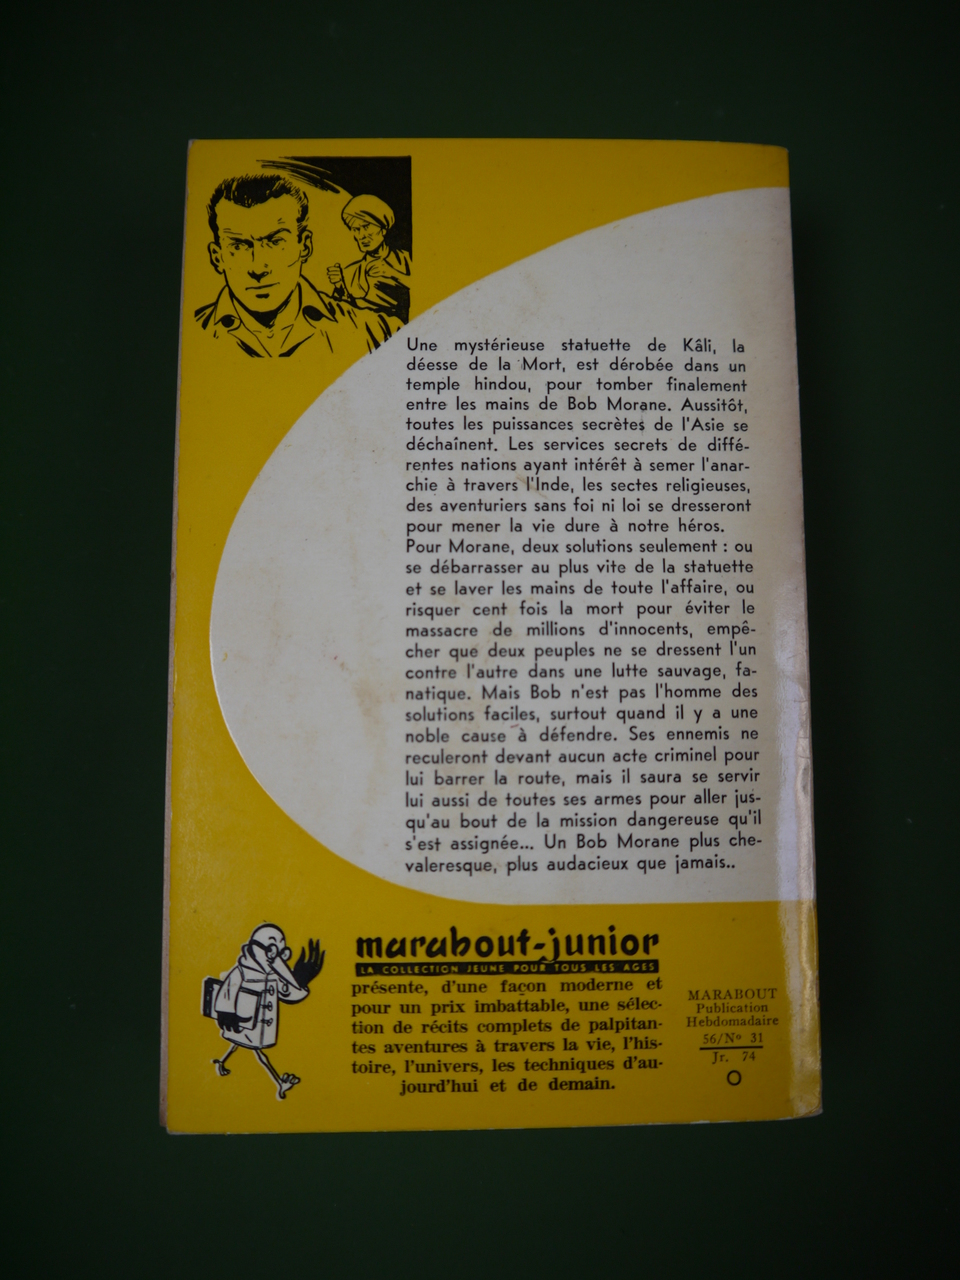 Une mystérieuse statuette de Kâli, la
déesse de la Mort, est dérobée dans un
temple hindou, pour tomber finalement
entre les mains de Bob Morane. Aussitôt,
toutes les puissances secrètes de l'Asie se
déchaînent. Les services secrets de diffé-
rentes nations ayant intérêt à semer l'anar-
chie à travers l'Inde, les sectes religieuses,
des aventuriers sans foi ni loi se dresseront
pour mener la vie dure à notre héros.
Pour Morane, deux solutions seulement : ou
se débarrasser au plus vite de la statuette
et se laver les mains de toute l'affaire, ou
risquer cent fois la mort pour éviter le
massacre de millions d'innocents, empê-
cher que deux peuples ne se dressent l'un
contre l'autre dans une lutte sauvage, fa-
natique. Mais Bob n'est pas l'homme des
solutions faciles, surtout quand il y a une
noble cause à défendre. Ses ennemis ne
reculeront devant aucun acte criminel pour
lui barrer la route, mais il saura se servir
lui aussi de toutes ses armes pour aller jus-
qu'au bout de la mission dangereuse qu'il
s'est assignée... Un Bob Morane plus che-
valeresque, plus audacieux que jamais..
marabout-junior
LA COLLECTION JEUNE POUR TOUS LES AGES
présente, d'une façon moderne et
pour un prix imbattable, une sélec-
tion de récits complets de palpitan-
tes aventures à travers la vie, l'his-
toire, l'univers, les techniques d'au-
jourd'hui et de demain.
MARABOUT
Publication
Hebdomadaire
56/Nº 31
Jr. 74
O